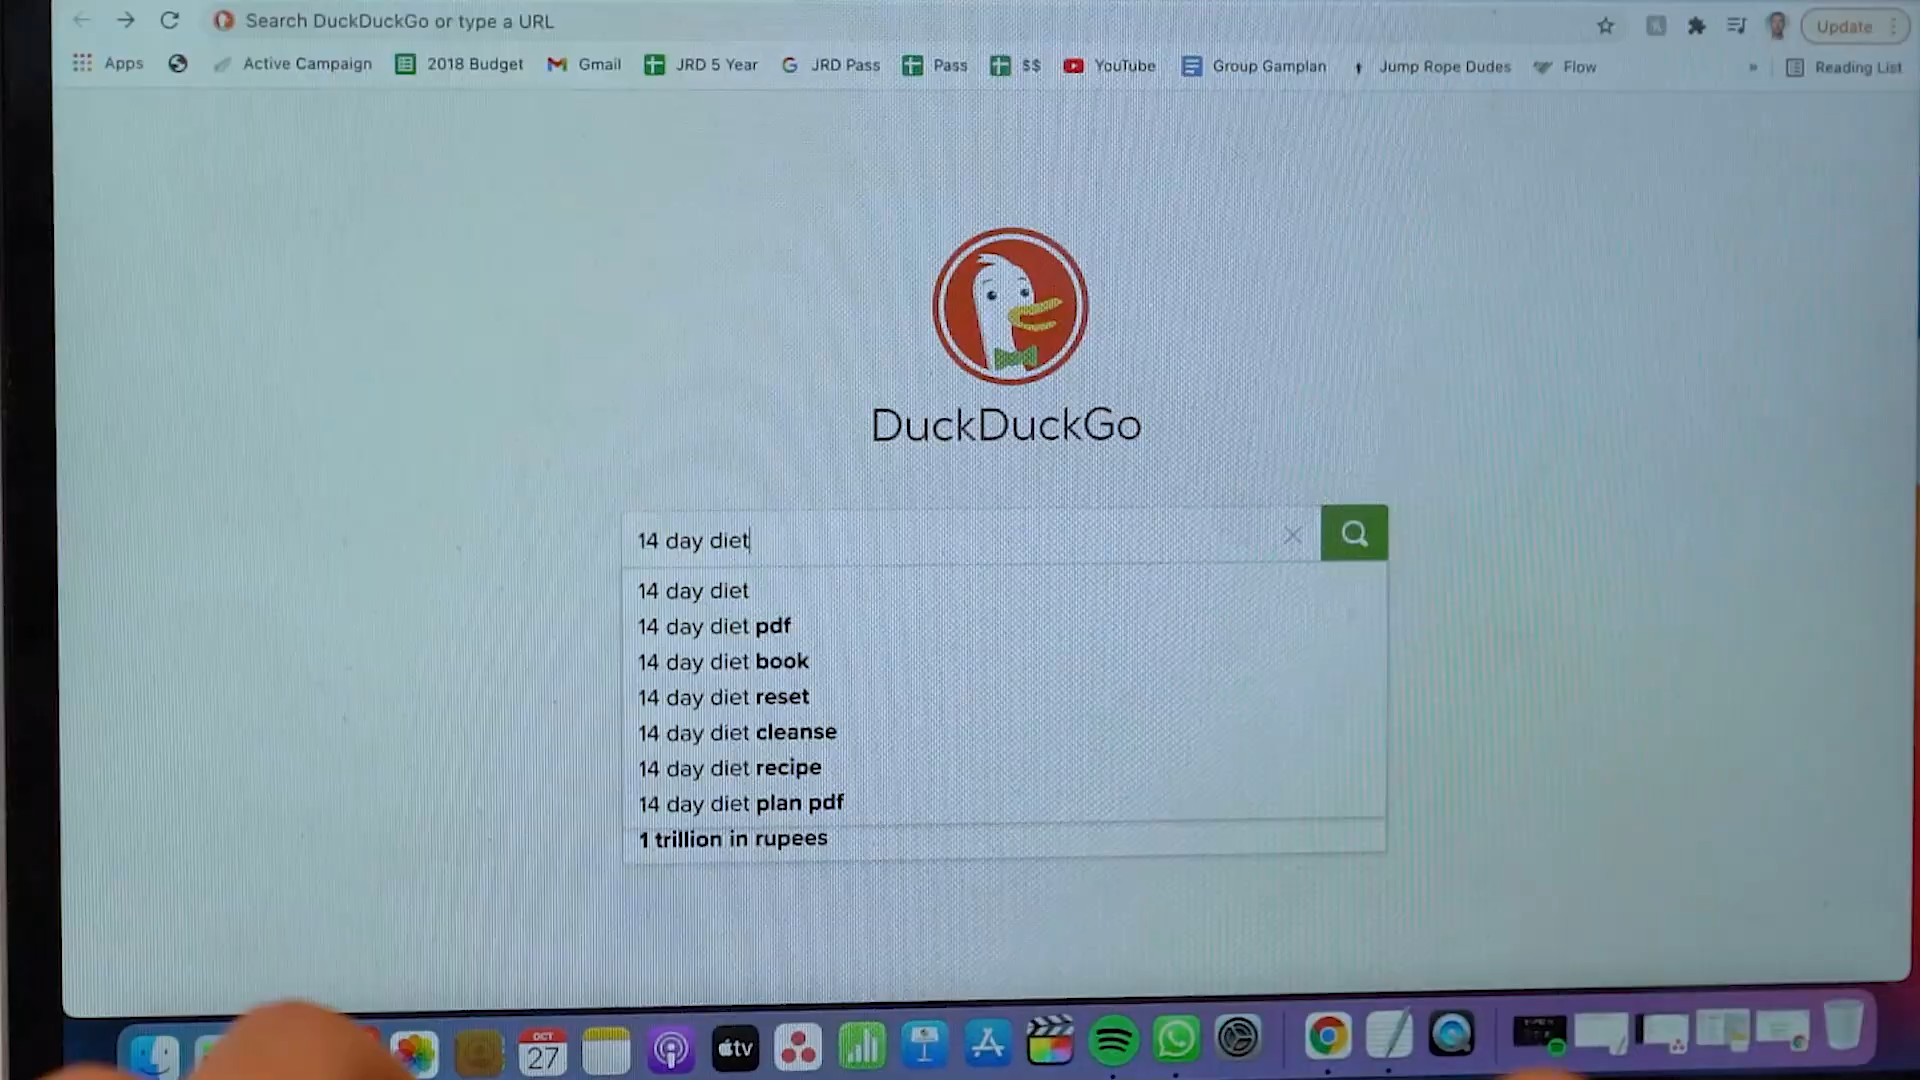 Search DuckDuckGo or type a URL
Update
Apps
Active Campaign
2018 Budget
Gmail
JRD 5 Year
JRD Pass
Pass
$$
YouTube
Group Gamplan
Jump Rope Dudes
Flow
»
Reading List
DuckDuckGo
14 day diet
14 day diet
14 day diet pdf
14 day diet book
14 day diet reset
14 day diet cleanse
14 day diet recipe
14 day diet plan pdf
1 trillion in rupees
OCT
27
tv